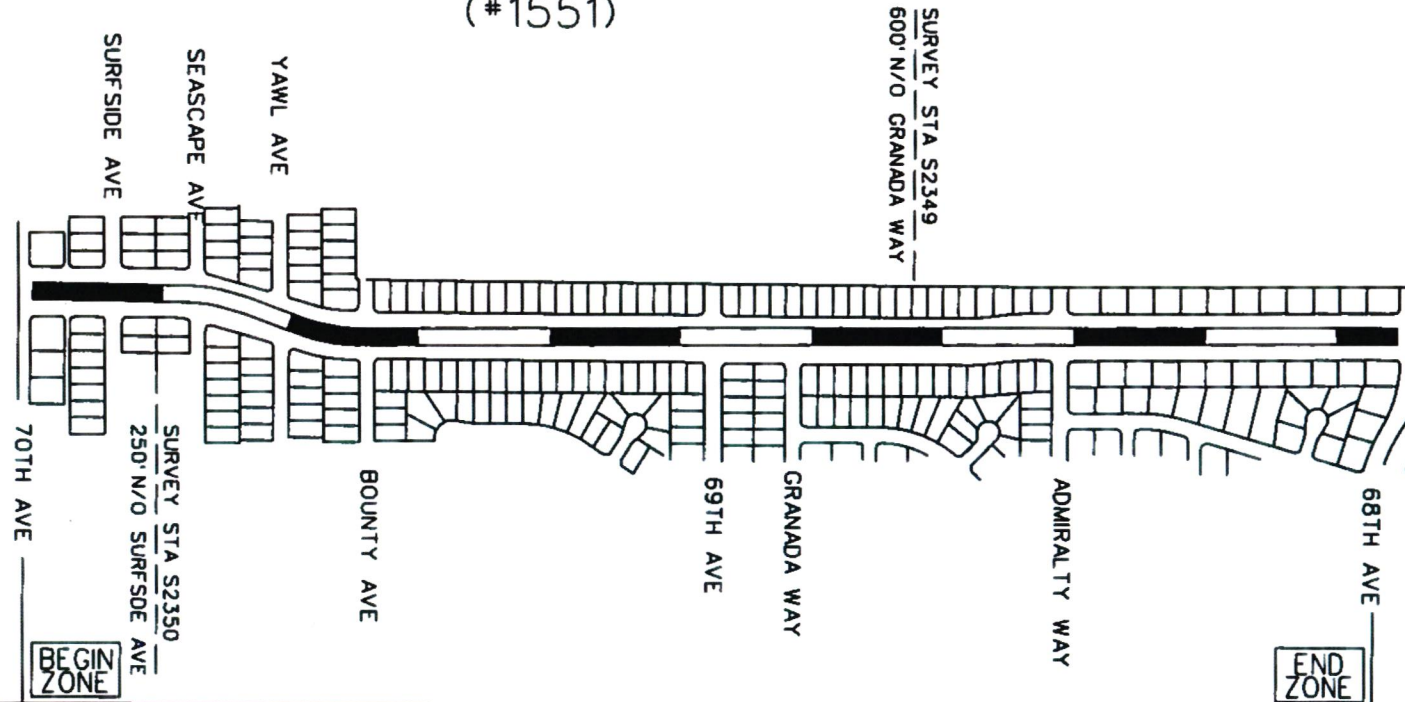 (#1551)
SURVEY STA S2349
600' N/O GRANADA WAY
YAWL AVE
SEASCAPE AVE
SURFSIDE AVE
68TH AVE
ADMIRALTY WAY
GRANADA WAY
69TH AVE
BOUNTY AVE
SURVEY STA S2350
250' N/O SURFSDE AVE
70TH AVE
BEGIN
ZONE
END
ZONE